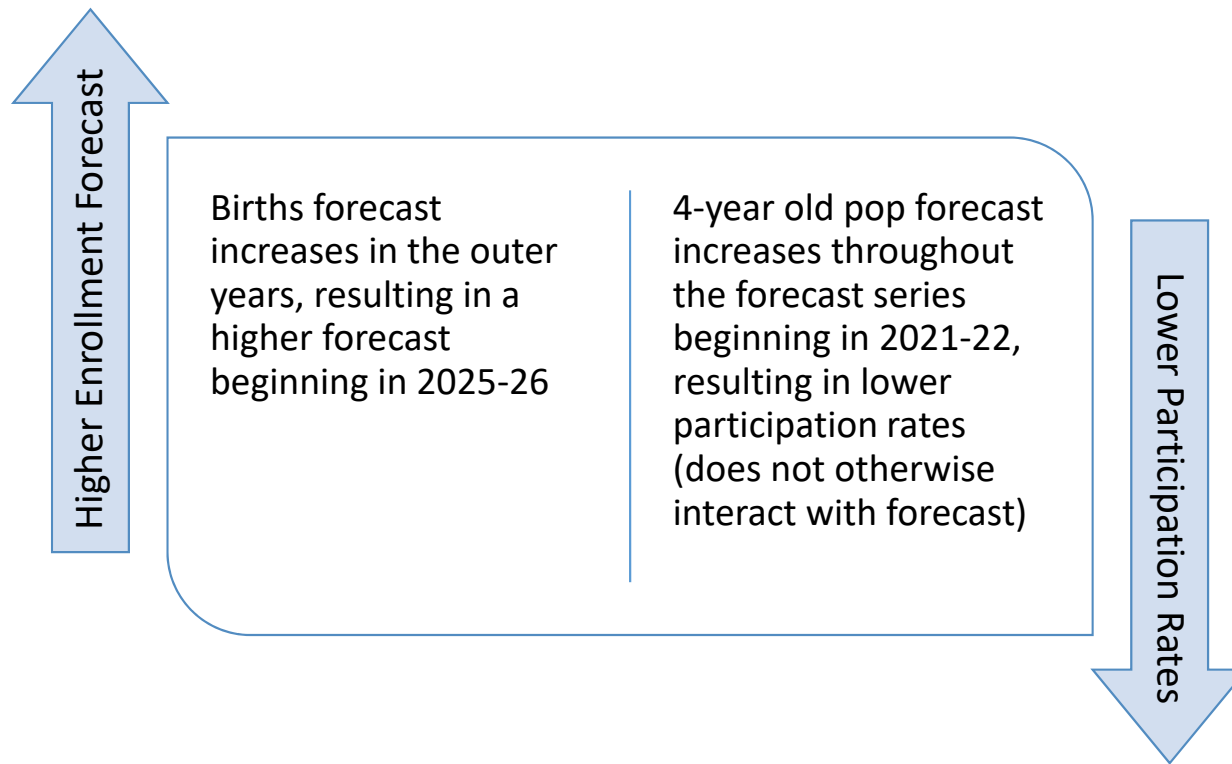 Higher Enrollment Forecast
Births forecast
increases in the outer
years, resulting in a
higher forecast
beginning in 2025-26
4-year old pop forecast
increases throughout
the forecast series
beginning in 2021-22,
resulting in lower
participation rates
(does not otherwise
interact with forecast)
Lower Participation Rates